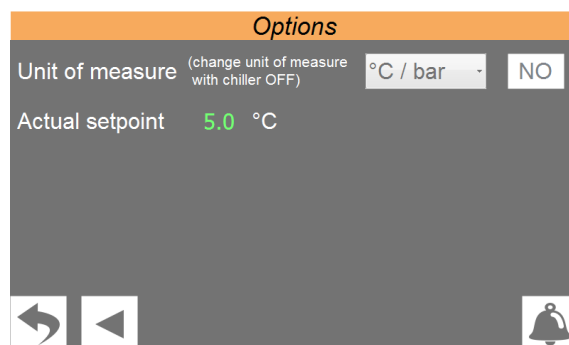 Options
Unit of measure (change unit of measure with chiller OFF) °C / bar NO
Actual setpoint 5.0 °C